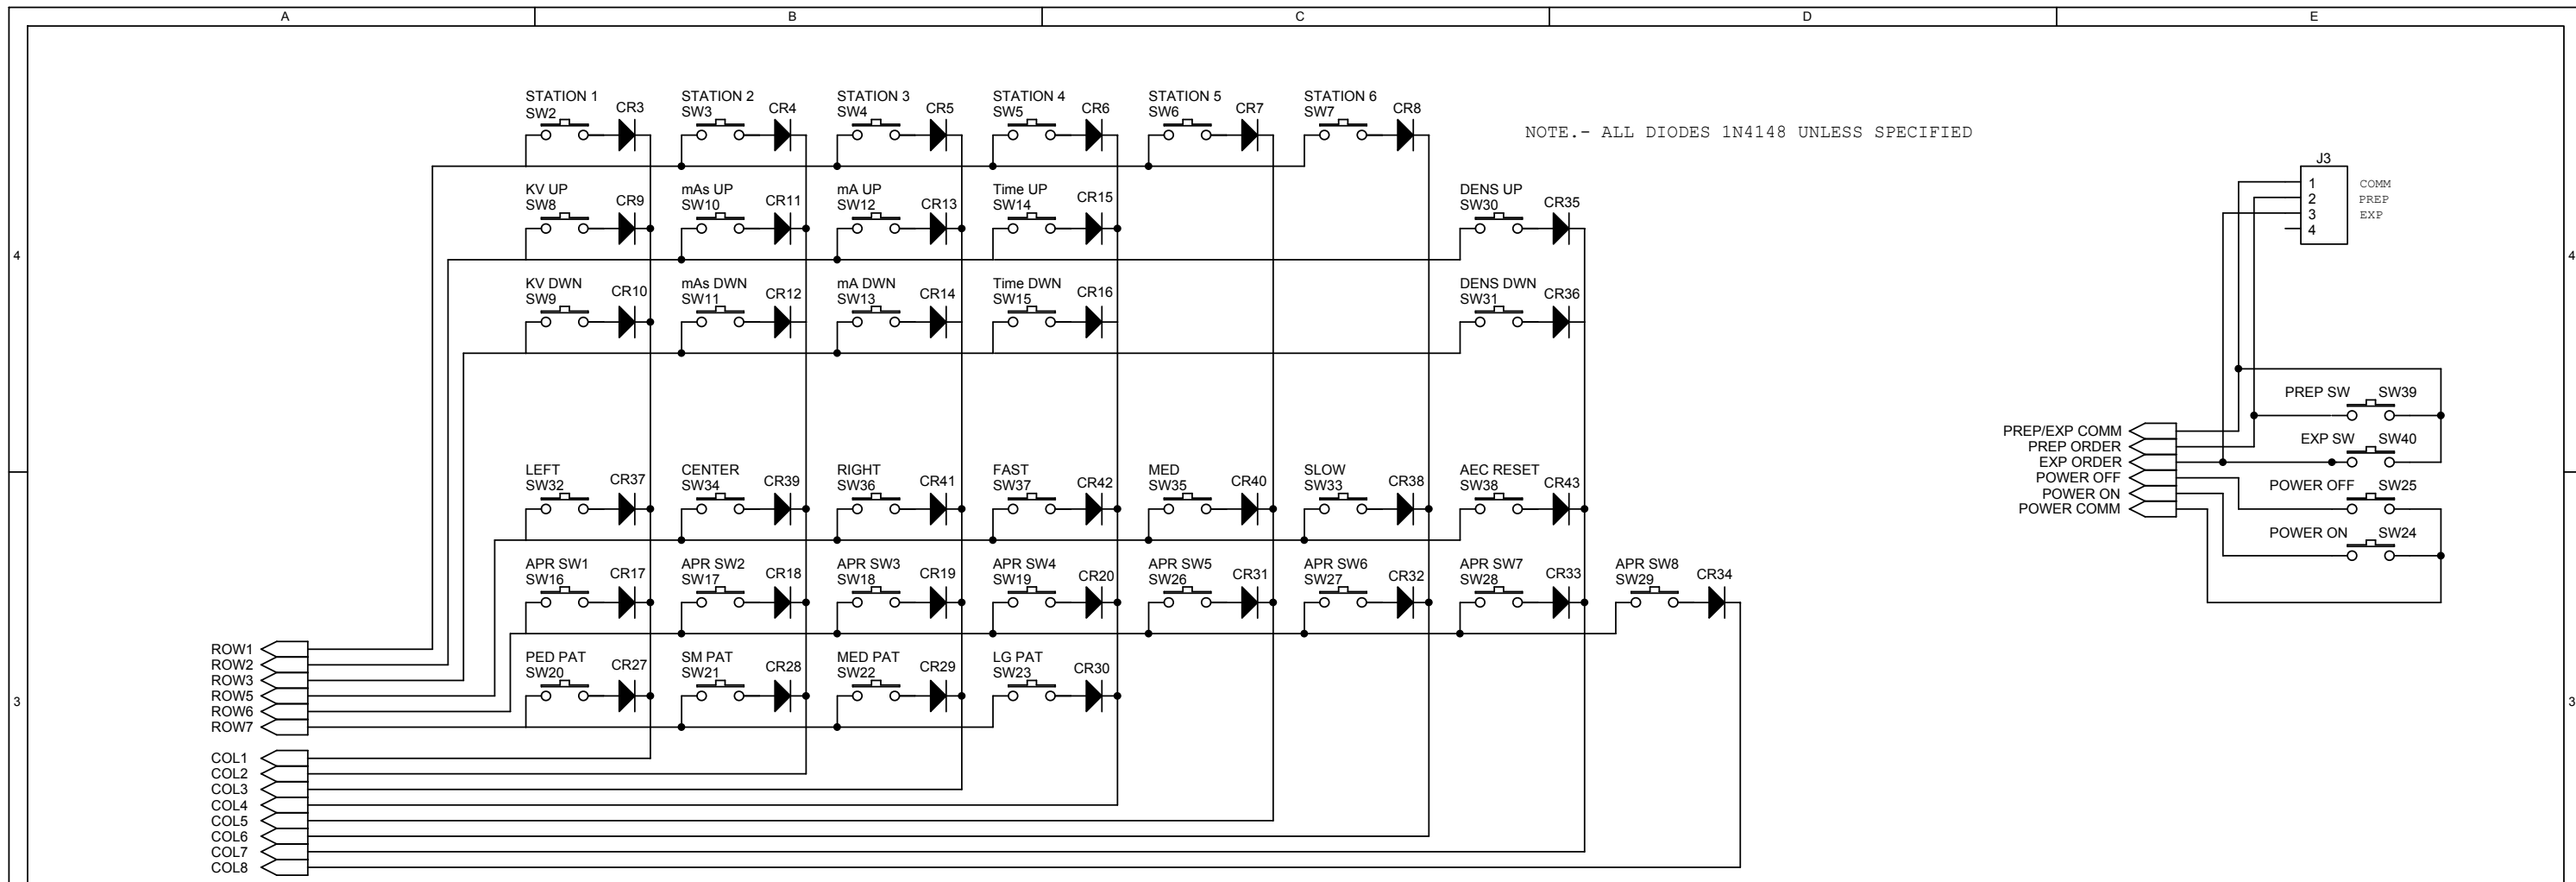 A B C D E
STATION 1 STATION 2 STATION 3 STATION 4 STATION 5 STATION 6
SW2 CR3 SW3 CR4 SW4 CR5 SW5 CR6 SW6 CR7 SW7 CR8
NOTE.- ALL DIODES 1N4148 UNLESS SPECIFIED
J3
1 COMM
2 PREP
3 EXP
4
KV UP mAs UP mA UP Time UP DENS UP
SW8 CR9 SW10 CR11 SW12 CR13 SW14 CR15 SW30 CR35
4 4
KV DWN mAs DWN mA DWN Time DWN DENS DWN
SW9 CR10 SW11 CR12 SW13 CR14 SW15 CR16 SW31 CR36
PREP SW SW39
PREP/EXP COMM
EXP SW SW40
PREP ORDER
EXP ORDER
POWER OFF
POWER OFF SW25
POWER ON
POWER COMM
POWER ON SW24
LEFT CENTER RIGHT FAST MED SLOW AEC RESET
SW32 CR37 SW34 CR39 SW36 CR41 SW37 CR42 SW35 CR40 SW33 CR38 SW38 CR43
APR SW1 APR SW2 APR SW3 APR SW4 APR SW5 APR SW6 APR SW7 APR SW8
SW16 CR17 SW17 CR18 SW18 CR19 SW19 CR20 SW26 CR31 SW27 CR32 SW28 CR33 SW29 CR34
PED PAT SM PAT MED PAT LG PAT
SW20 CR27 SW21 CR28 SW22 CR29 SW23 CR30
3 3
ROW1
ROW2
ROW3
ROW5
ROW6
ROW7
COL1
COL2
COL3
COL4
COL5
COL6
COL7
COL8